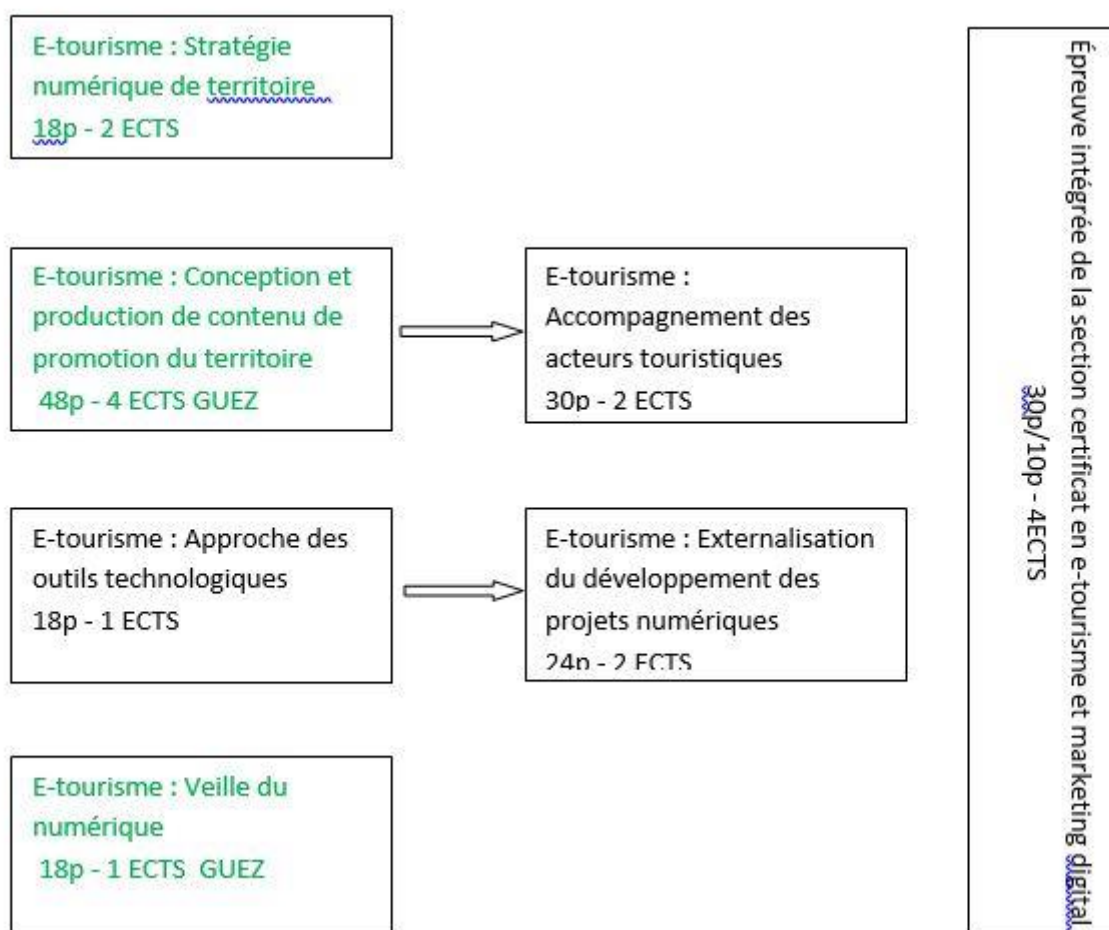 E-tourisme : Stratégie
numérique de territoire
18p - 2 ECTS
E-tourisme : Conception et
production de contenu de
promotion du territoire
48p - 4 ECTS GUEZ
E-tourisme :
Accompagnement des
acteurs touristiques
30p - 2 ECTS
E-tourisme : Approche des
outils technologiques
18p - 1 ECTS
E-tourisme : Externalisation
du développement des
projets numériques
24p - 2 ECTS
E-tourisme : Veille du
numérique
18p - 1 ECTS GUEZ
Épreuve intégrée de la section certificat en e-tourisme et marketing digital
30p/10p - 4ECTS